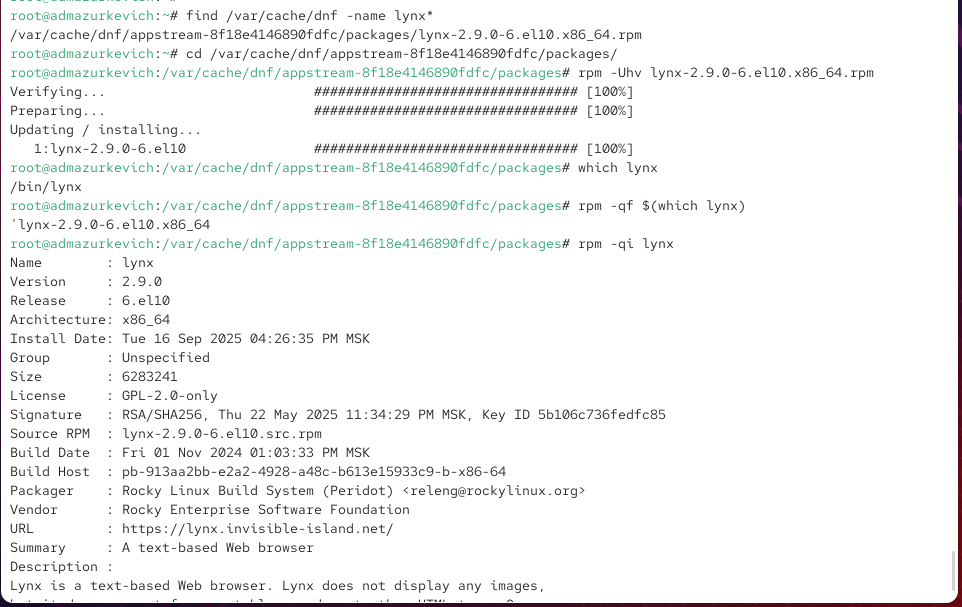 root@admazurkevich:~# find /var/cache/dnf -name lynx*
/var/cache/dnf/appstream-8f18e4146890fdfc/packages/lynx-2.9.0-6.el10.x86_64.rpm
root@admazurkevich:~# cd /var/cache/dnf/appstream-8f18e4146890fdfc/packages/
root@admazurkevich:/var/cache/dnf/appstream-8f18e4146890fdfc/packages# rpm -Uhv lynx-2.9.0-6.el10.x86_64.rpm
Verifying... ################################# [100%]
Preparing... ################################# [100%]
Updating / installing...
1:lynx-2.9.0-6.el10 ################################# [100%]
root@admazurkevich:/var/cache/dnf/appstream-8f18e4146890fdfc/packages# which lynx
/bin/lynx
root@admazurkevich:/var/cache/dnf/appstream-8f18e4146890fdfc/packages# rpm -qf $(which lynx)
`lynx-2.9.0-6.el10.x86_64
root@admazurkevich:/var/cache/dnf/appstream-8f18e4146890fdfc/packages# rpm -qi lynx
Name : lynx
Version : 2.9.0
Release : 6.el10
Architecture: x86_64
Install Date: Tue 16 Sep 2025 04:26:35 PM MSK
Group : Unspecified
Size : 6283241
License : GPL-2.0-only
Signature : RSA/SHA256, Thu 22 May 2025 11:34:29 PM MSK, Key ID 5b106c736fedfc85
Source RPM : lynx-2.9.0-6.el10.src.rpm
Build Date : Fri 01 Nov 2024 01:03:33 PM MSK
Build Host : pb-913aa2bb-e2a2-4928-a48c-b613e15933c9-b-x86-64
Packager : Rocky Linux Build System (Peridot) <releng@rockylinux.org>
Vendor : Rocky Enterprise Software Foundation
URL : https://lynx.invisible-island.net/
Summary : A text-based Web browser
Description :
Lynx is a text-based Web browser. Lynx does not display any images,